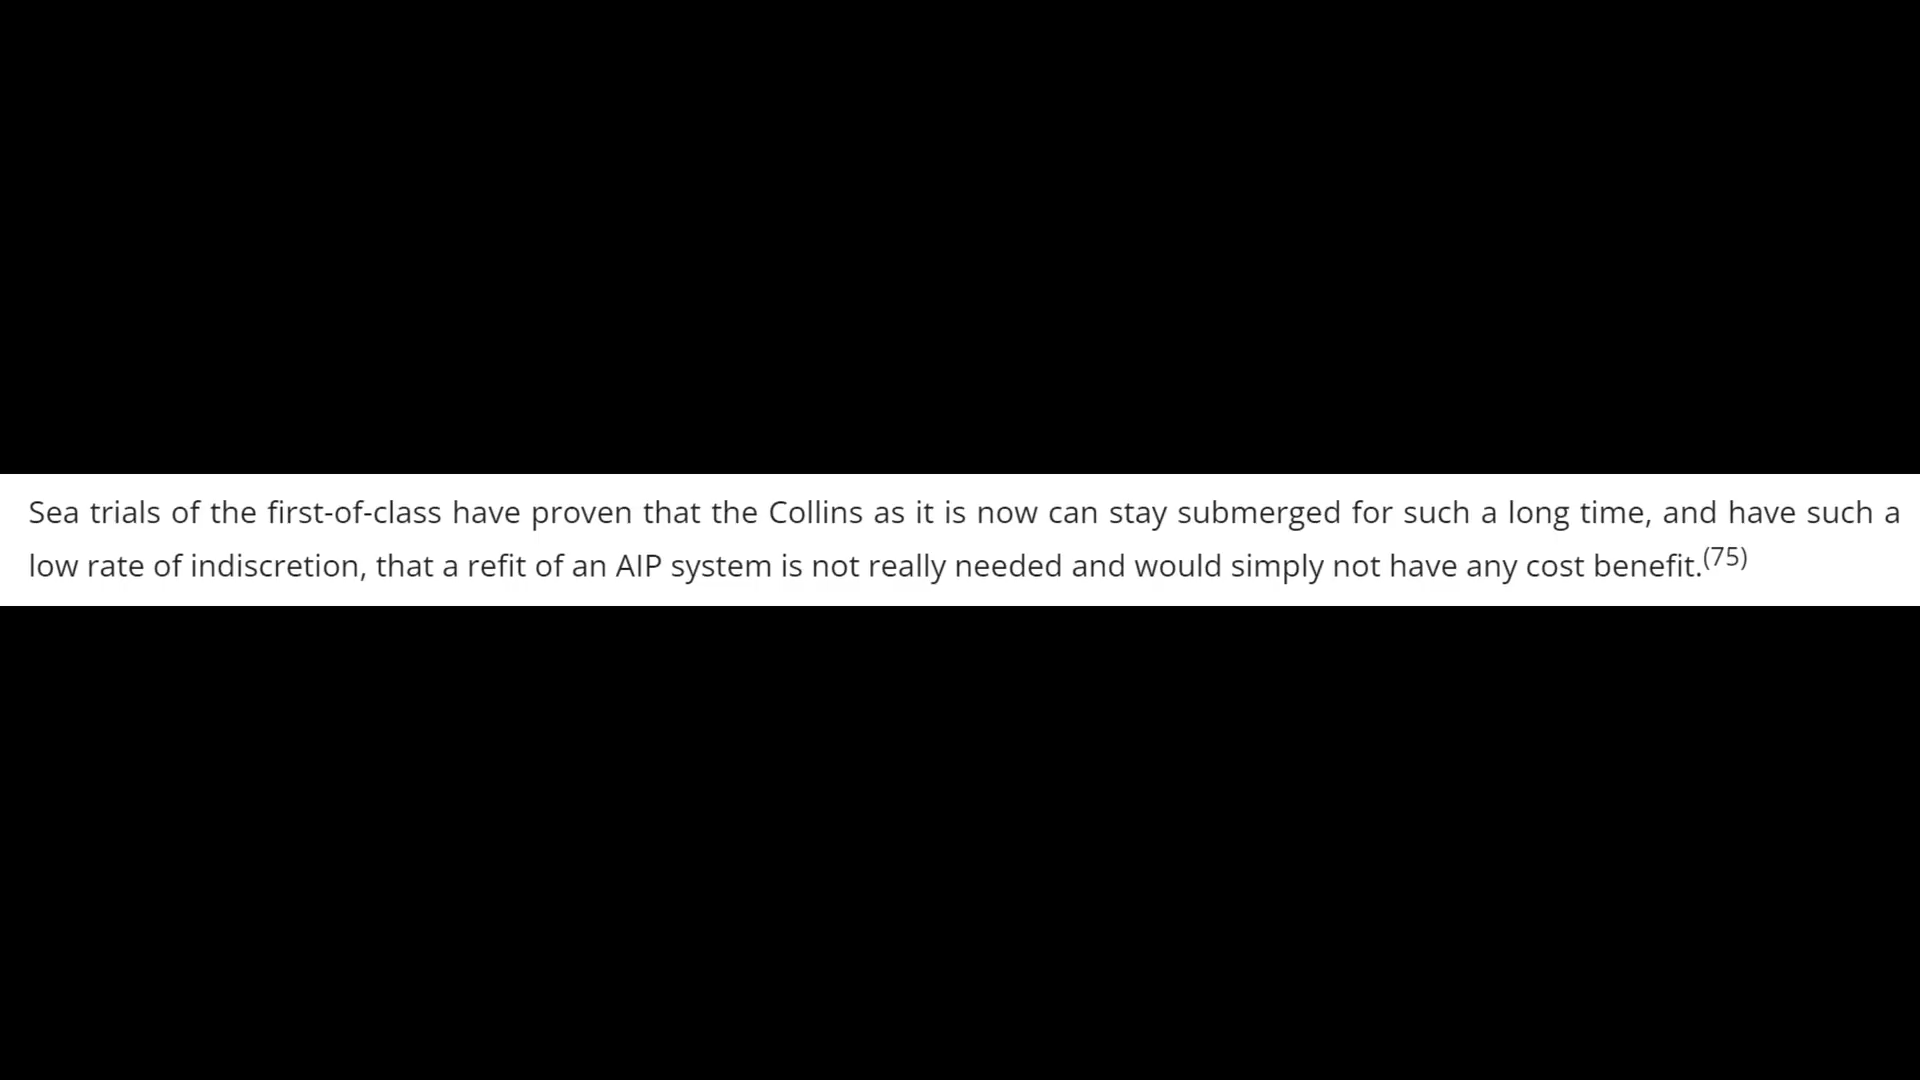 Sea trials of the first-of-class have proven that the Collins as it is now can stay submerged for such a long time, and have such a
low rate of indiscretion, that a refit of an AIP system is not really needed and would simply not have any cost benefit.(75)